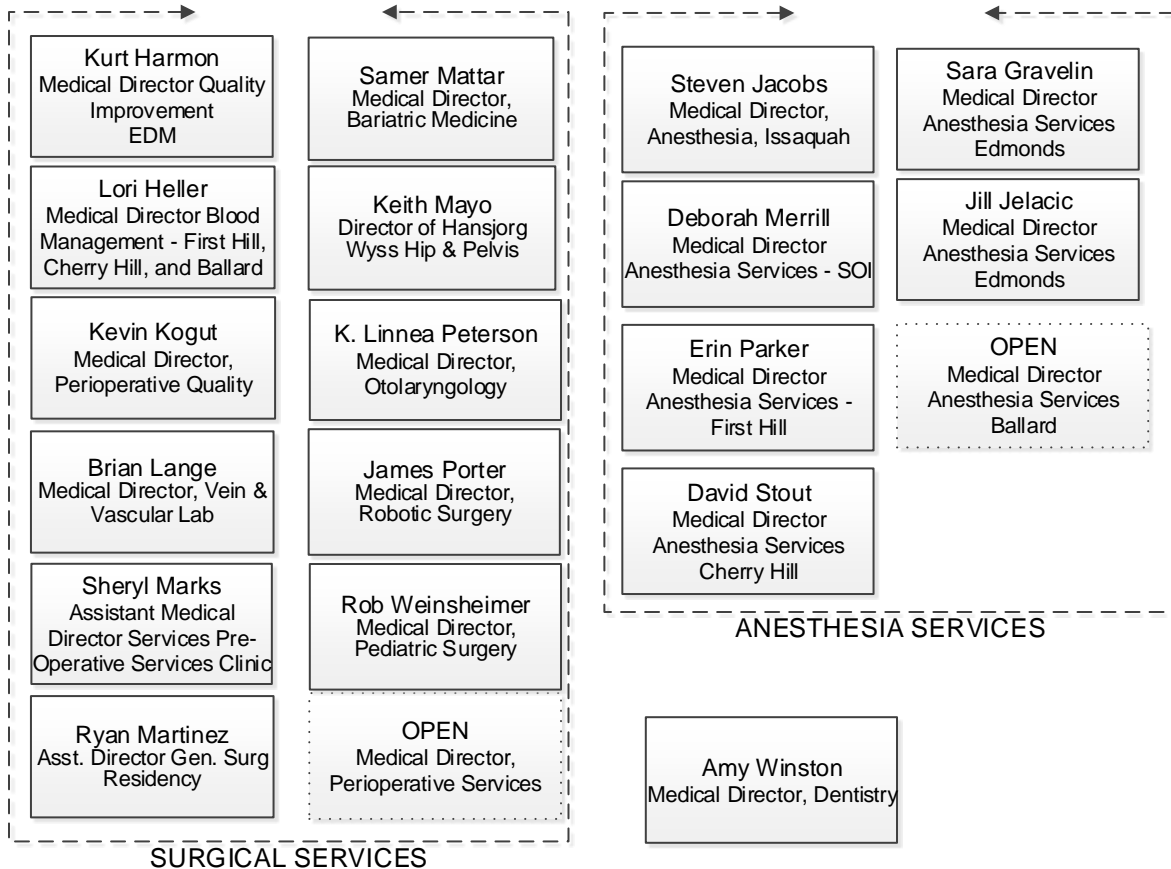 Kurt Harmon
Medical Director Quality
Improvement
EDM
Lori Heller
Medical Director Blood
Management - First Hill,
Cherry Hill, and Ballard
Kevin Kogut
Medical Director,
Perioperative Quality
Brian Lange
Medical Director, Vein &
Vascular Lab
Sheryl Marks
Assistant Medical
Director Services Pre-
Operative Services Clinic
Ryan Martinez
Asst. Director Gen. Surg
Residency
Samer Mattar
Medical Director,
Bariatric Medicine
Keith Mayo
Director of Hansjorg
Wyss Hip & Pelvis
K. Linnea Peterson
Medical Director,
Otolaryngology
James Porter
Medical Director,
Robotic Surgery
Rob Weinsheimer
Medical Director,
Pediatric Surgery
OPEN
Medical Director,
Perioperative Services
SURGICAL SERVICES
Steven Jacobs
Medical Director,
Anesthesia, Issaquah
Deborah Merrill
Medical Director
Anesthesia Services - SOI
Erin Parker
Medical Director
Anesthesia Services -
First Hill
David Stout
Medical Director
Anesthesia Services
Cherry Hill
Sara Gravelin
Medical Director
Anesthesia Services
Edmonds
Jill Jelacic
Medical Director
Anesthesia Services
Edmonds
OPEN
Medical Director
Anesthesia Services
Ballard
ANESTHESIA SERVICES
Amy Winston
Medical Director, Dentistry